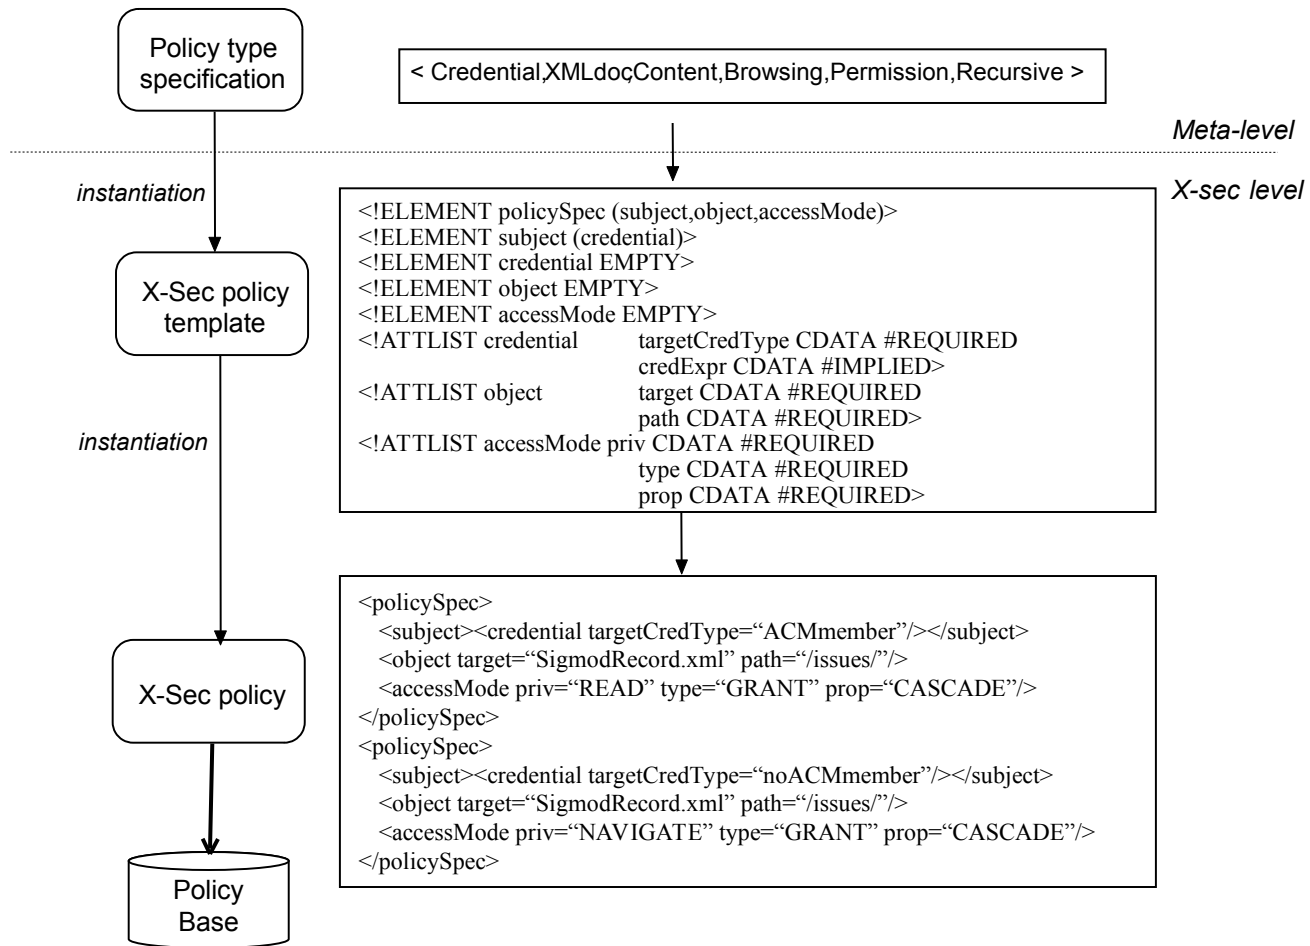 Policy type
specification
< Credential,XMLdoc,Content,Browsing,Permission,Recursive >
Meta-level
instantiation
X-sec level
<!ELEMENT policySpec (subject,object,accessMode)>
<!ELEMENT subject (credential)>
<!ELEMENT credential EMPTY>
<!ELEMENT object EMPTY>
<!ELEMENT accessMode EMPTY>
<!ATTLIST credential targetCredType CDATA #REQUIRED
credExpr CDATA #IMPLIED>
<!ATTLIST object target CDATA #REQUIRED
path CDATA #REQUIRED>
<!ATTLIST accessMode priv CDATA #REQUIRED
type CDATA #REQUIRED
prop CDATA #REQUIRED>
X-Sec policy
template
instantiation
<policySpec>
<subject><credential targetCredType=“ACMmember”/></subject>
<object target=“SigmodRecord.xml” path=“/issues/”/>
<accessMode priv=“READ” type=“GRANT” prop=“CASCADE”/>
</policySpec>
<policySpec>
<subject><credential targetCredType=“noACMmember”/></subject>
<object target=“SigmodRecord.xml” path=“/issues/”/>
<accessMode priv=“NAVIGATE” type=“GRANT” prop=“CASCADE”/>
</policySpec>
X-Sec policy
Policy
Base